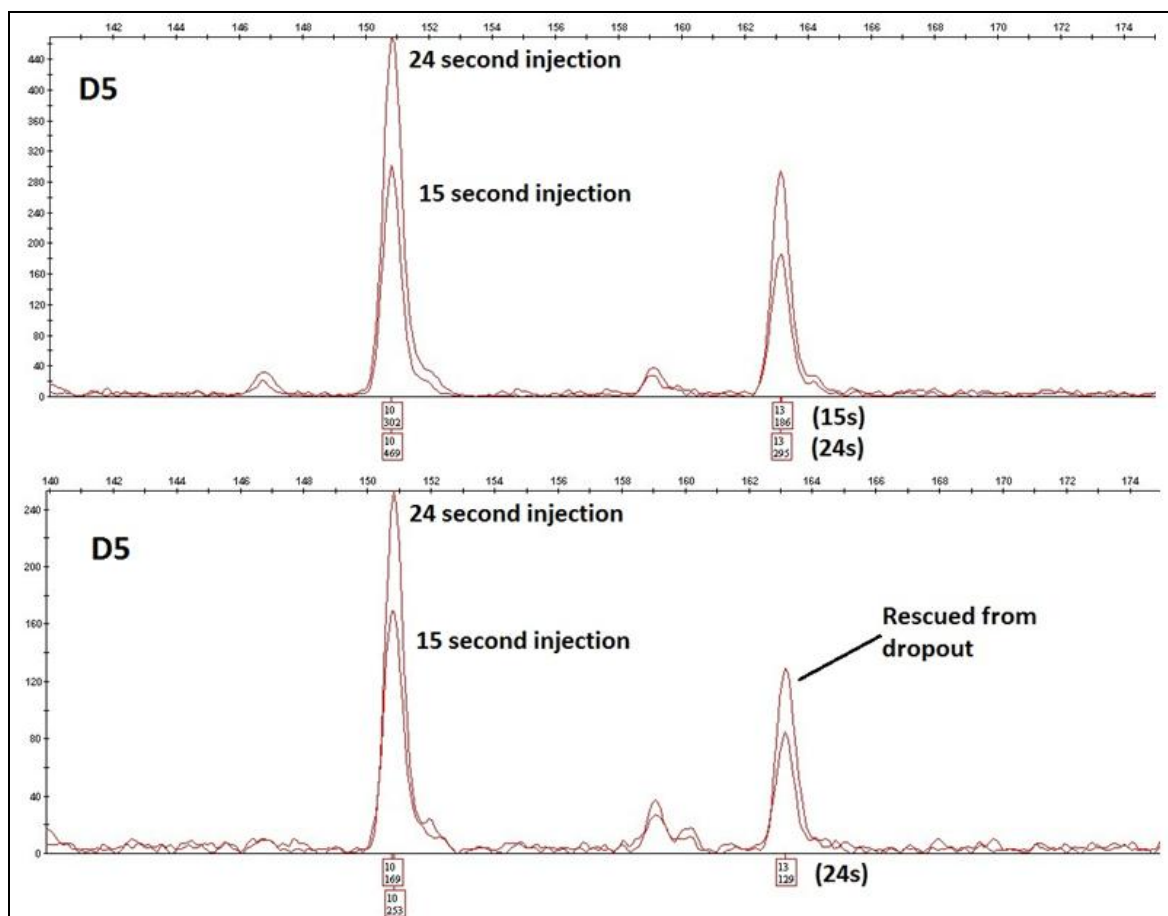 142 144 146 148 150 152 154 156 158 160 162 164 166 168 170 172 174
D5
24 second injection
15 second injection
440
400
360
320
280
240
200
160
120
80
40
0
10
302
13
186
(15s)
10
469
13
295
(24s)
140 142 144 146 148 150 152 154 156 158 160 162 164 166 168 170 172 174
D5
24 second injection
15 second injection
Rescued from
dropout
240
200
160
120
80
40
0
10
169
13
129
(24s)
10
253